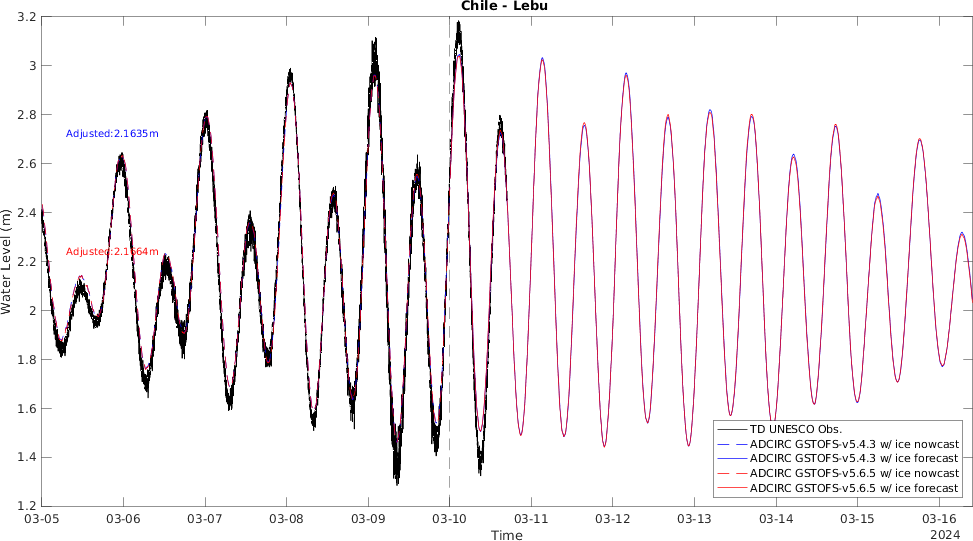 Chile - Lebu
3.2
3
2.8
2.6
2.4
2.2
2
1.8
1.6
1.4
1.2
Water Level (m)
Adjusted:2.1635m
Adjusted:2.1664m
TD UNESCO Obs.
ADCIRC GSTOFS-v5.4.3 w/ ice nowcast
ADCIRC GSTOFS-v5.4.3 w/ ice forecast
ADCIRC GSTOFS-v5.6.5 w/ ice nowcast
ADCIRC GSTOFS-v5.6.5 w/ ice forecast
03-05 03-06 03-07 03-08 03-09 03-10 03-11 03-12 03-13 03-14 03-15 03-16
Time
2024